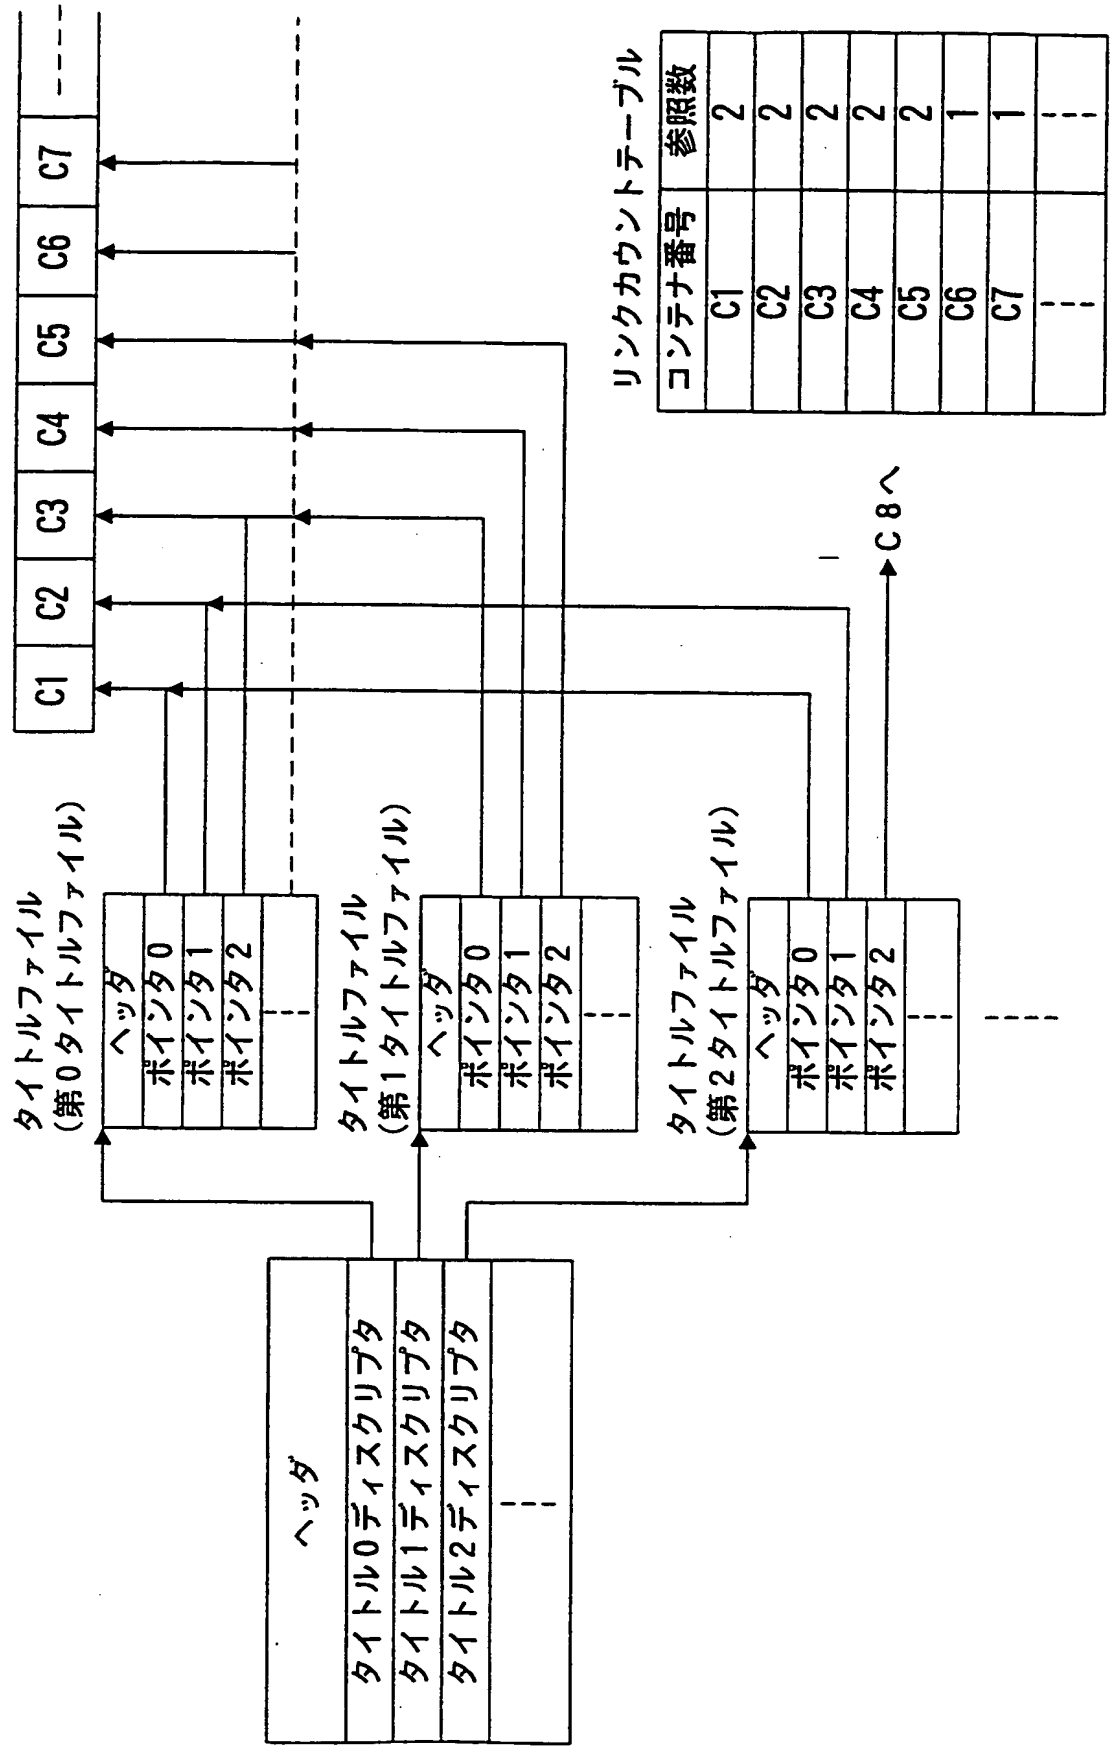 ヘッダ
タイトル0ディスクリプタ
タイトル1ディスクリプタ
タイトル2ディスクリプタ
タイトルファイル
(第0タイトルファイル)
ヘッダ
ポインタ0
ポインタ1
ポインタ2
タイトルファイル
(第1タイトルファイル)
ヘッダ
ポインタ0
ポインタ1
ポインタ2
タイトルファイル
(第2タイトルファイル)
ヘッダ
ポインタ0
ポインタ1
ポインタ2
C1 C2 C3 C4 C5 C6 C7
C8へ
リンクカウントテーブル
コンテナ番号 参照数
C1 2
C2 2
C3 2
C4 2
C5 2
C6 1
C7 1